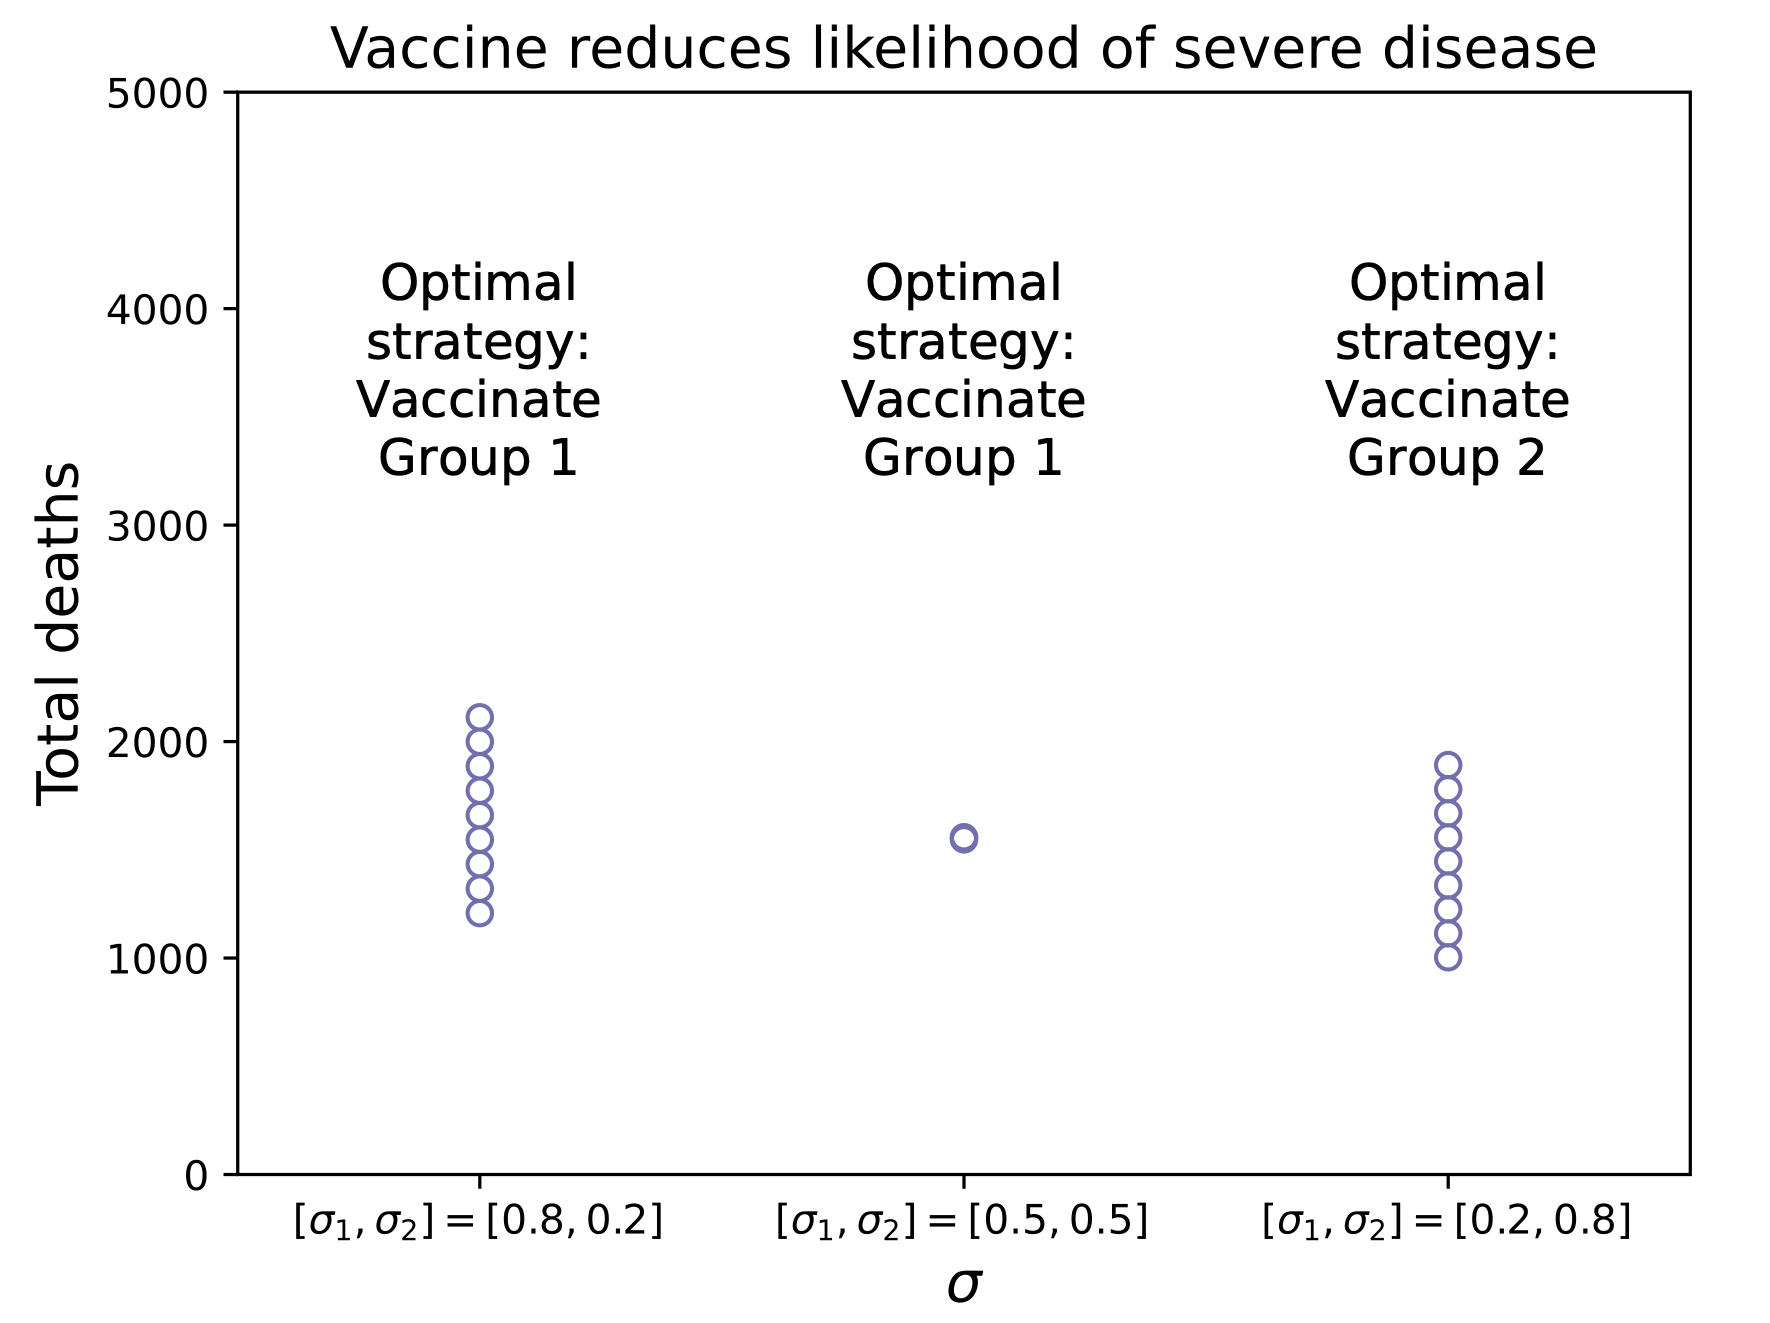 Vaccine reduces likelihood of severe disease
5000
4000
3000
2000
1000
0
Total deaths
Optimal
strategy:
Vaccinate
Group 1
Optimal
strategy:
Vaccinate
Group 1
Optimal
strategy:
Vaccinate
Group 2
[σ₁, σ₂] = [0.8, 0.2]
[σ₁, σ₂] = [0.5, 0.5]
[σ₁, σ₂] = [0.2, 0.8]
σ